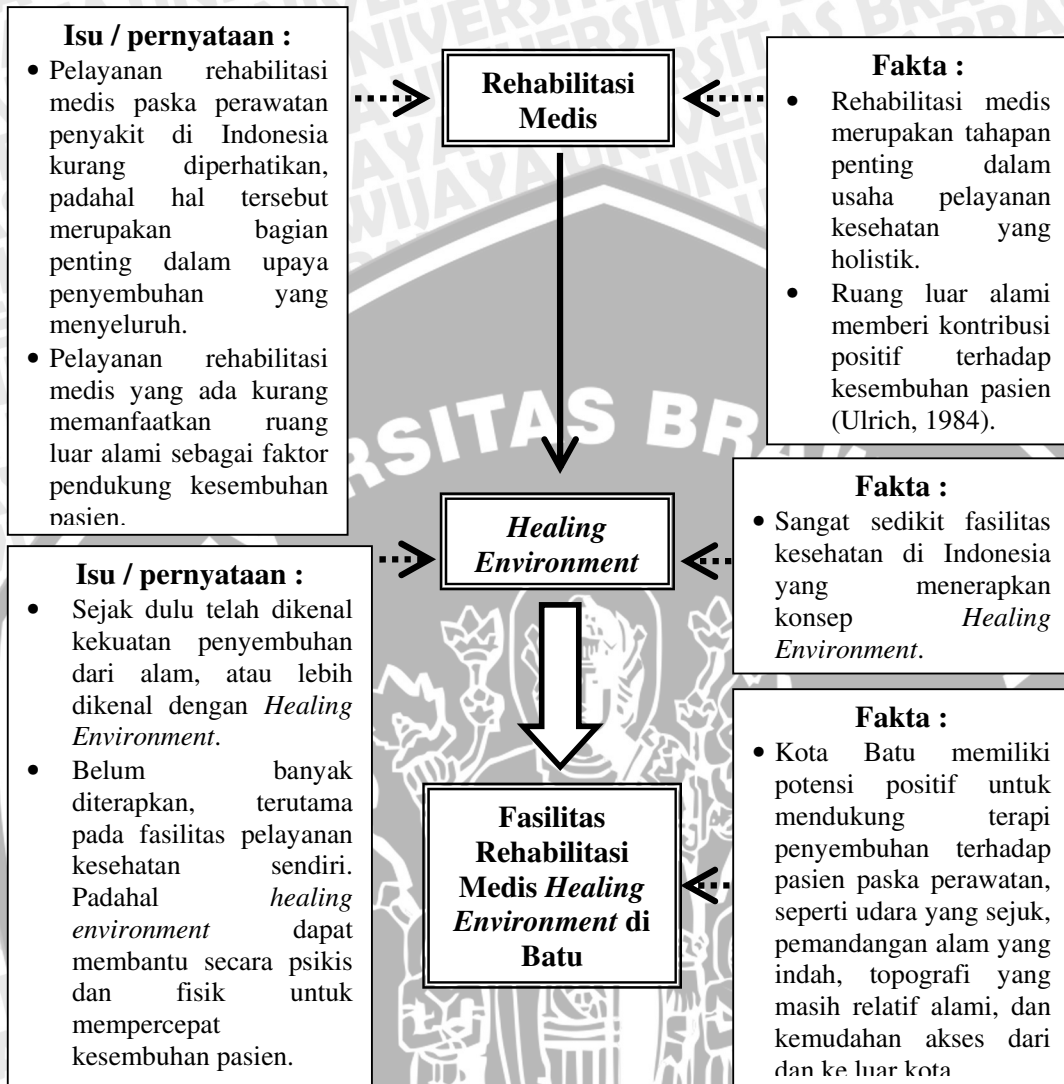 Isu / pernyataan :
• Pelayanan rehabilitasi
medis paska perawatan
penyakit di Indonesia
kurang diperhatikan,
padahal hal tersebut
merupakan bagian
penting dalam upaya
penyembuhan yang
menyeluruh.
• Pelayanan rehabilitasi
medis yang ada kurang
memanfaatkan ruang
luar alami sebagai faktor
pendukung kesembuhan
pasien.
Rehabilitasi
Medis
Fakta :
• Rehabilitasi medis
merupakan tahapan
penting dalam
usaha pelayanan
kesehatan yang
holistik.
• Ruang luar alami
memberi kontribusi
positif terhadap
kesembuhan pasien
(Ulrich, 1984).
Isu / pernyataan :
• Sejak dulu telah dikenal
kekuatan penyembuhan
dari alam, atau lebih
dikenal dengan Healing
Environment.
• Belum banyak
diterapkan, terutama
pada fasilitas pelayanan
kesehatan sendiri.
Padahal healing
environment dapat
membantu secara psikis
dan fisik untuk
mempercepat
kesembuhan pasien.
Healing
Environment
Fakta :
• Sangat sedikit fasilitas
kesehatan di Indonesia
yang menerapkan
konsep Healing
Environment.
Fasilitas
Rehabilitasi
Medis Healing
Environment di
Batu
Fakta :
• Kota Batu memiliki
potensi positif untuk
mendukung terapi
penyembuhan terhadap
pasien paska perawatan,
seperti udara yang sejuk,
pemandangan alam yang
indah, topografi yang
masih relatif alami, dan
kemudahan akses dari
dan ke luar kota
RSITAS BRA